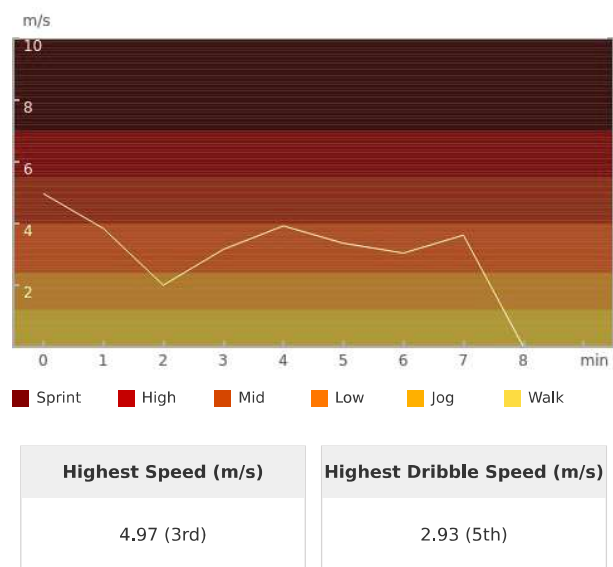 m/s
10
8
6
4
2
0 1 2 3 4 5 6 7 8 min
Sprint High Mid Low Jog Walk
Highest Speed (m/s) Highest Dribble Speed (m/s)
4.97 (3rd) 2.93 (5th)